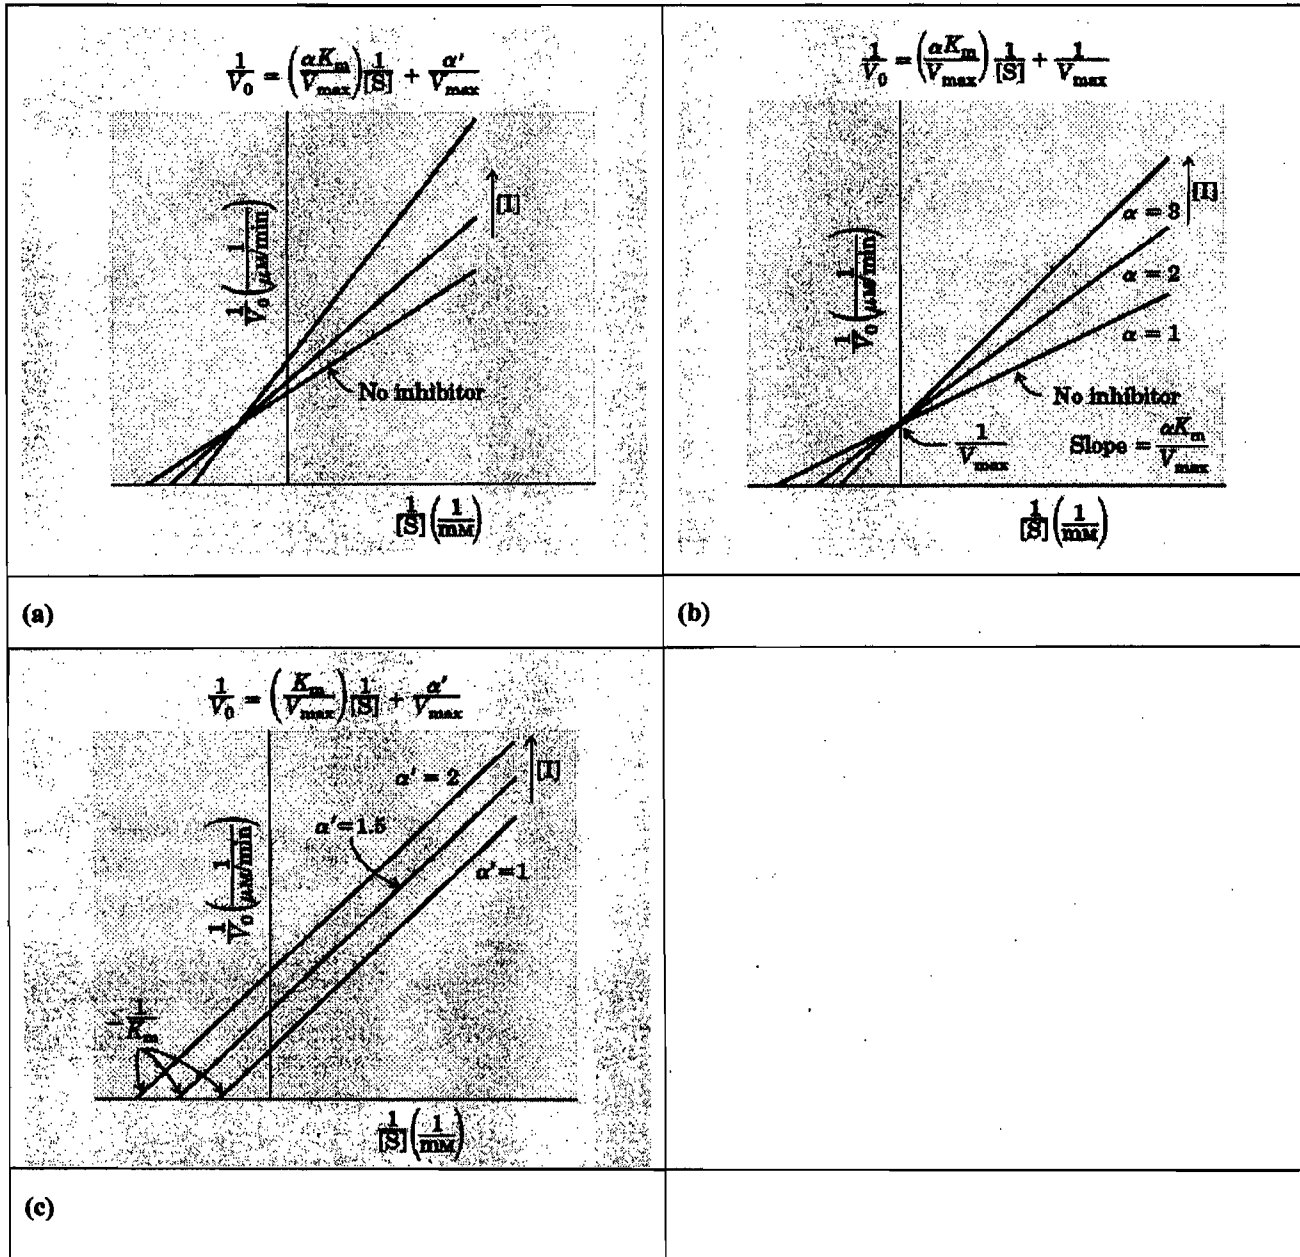 1/V₀ = (αKₘ/Vₘₐₓ) 1/[S] + α′/Vₘₐₓ
[I]
1/V₀ (1/μM/min)
No inhibitor
1/[S] (1/mM)
(a)
1/V₀ = (αKₘ/Vₘₐₓ) 1/[S] + 1/Vₘₐₓ
[I]
α = 3
1/V₀ (1/μM/min)
α = 2
α = 1
No inhibitor
1/Vₘₐₓ
Slope = αKₘ/Vₘₐₓ
1/[S] (1/mM)
(b)
1/V₀ = (Kₘ/Vₘₐₓ) 1/[S] + α′/Vₘₐₓ
α′ = 2
[I]
α′=1.5
1/V₀ (1/μM/min)
α′=1
−1/Kₘ
1/[S] (1/mM)
(c)